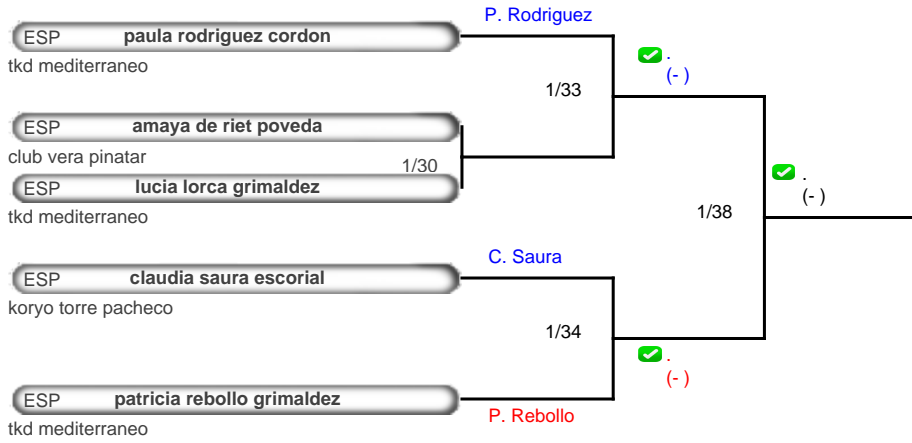 P. Rodriguez
ESP paula rodriguez cordon
tkd mediterraneo
.
(- )
1/33
ESP amaya de riet poveda
club vera pinatar
1/30
ESP lucia lorca grimaldez
tkd mediterraneo
.
(- )
1/38
C. Saura
ESP claudia saura escorial
koryo torre pacheco
1/34
.
(- )
ESP patricia rebollo grimaldez
P. Rebollo
tkd mediterraneo